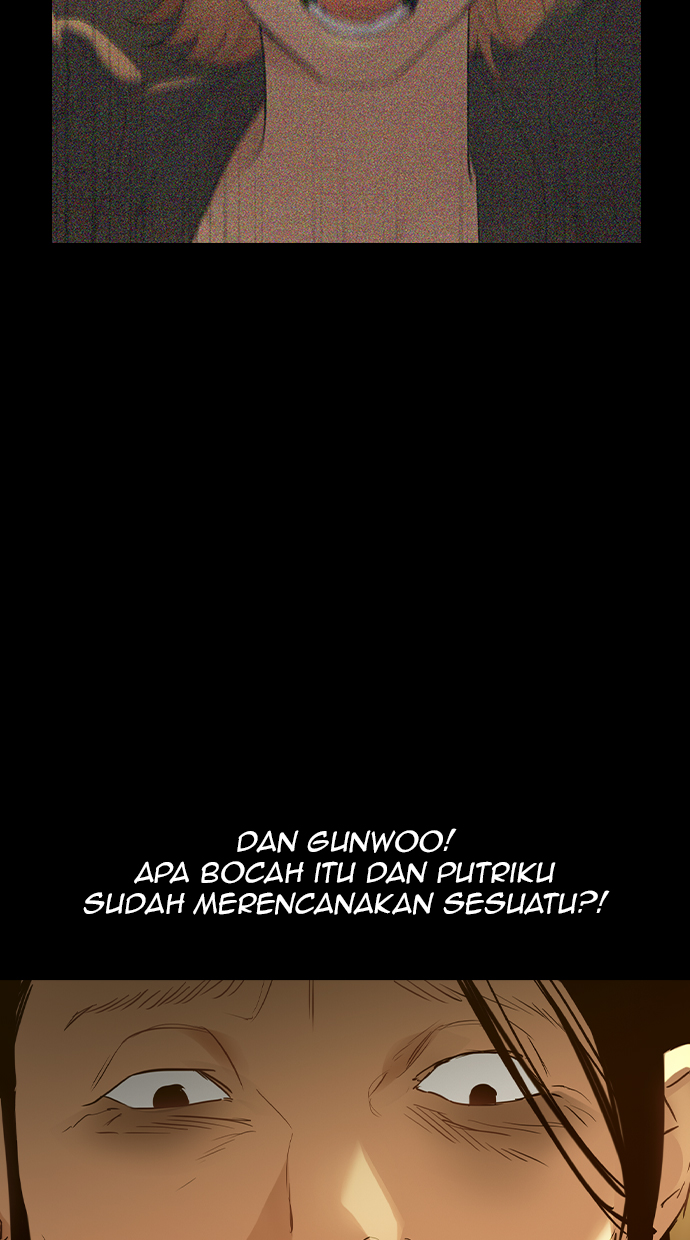 DAN GUNWOO!
APA BOCAH ITU DAN PUTRIKU
SUDAH MERENCANAKAN SESUATU?!